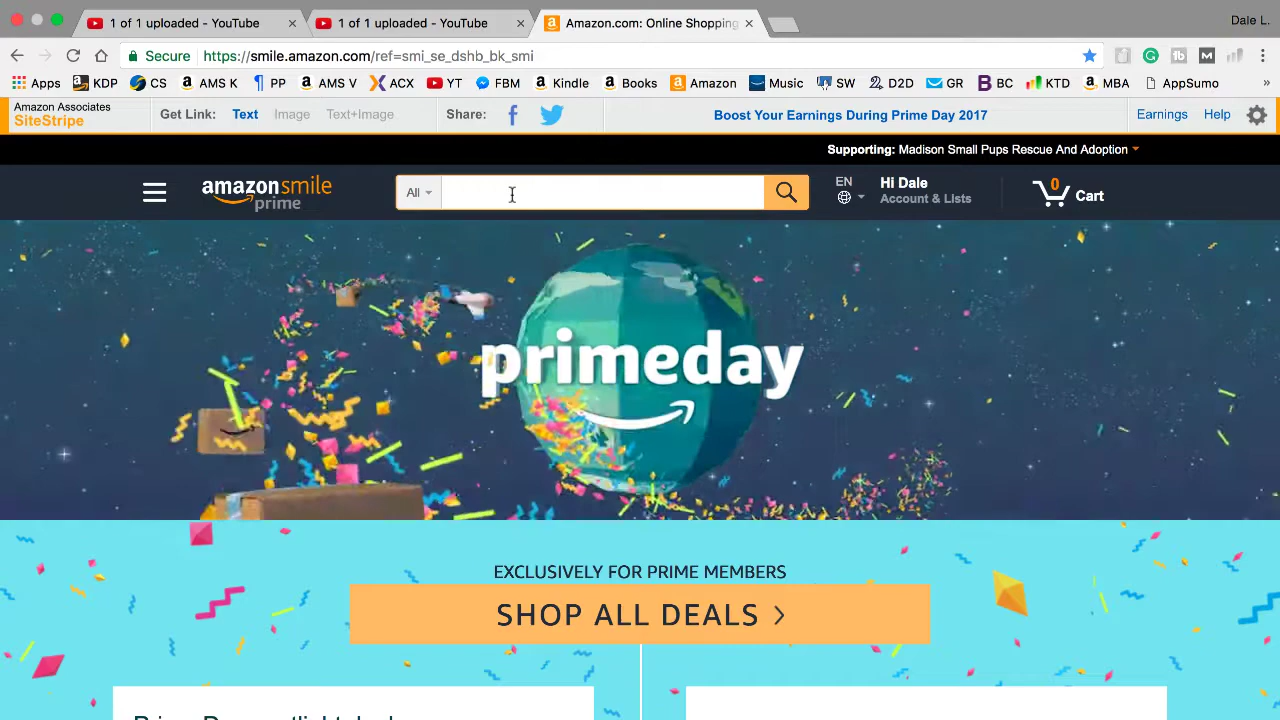 1 of 1 uploaded - YouTube
1 of 1 uploaded - YouTube
Amazon.com: Online Shopping
Dale L.
Secure
https://smile.amazon.com/ref=smi_se_dshb_bk_smi
Apps KDP CS AMS K PP AMS V ACX YT FBM Kindle Books Amazon Music SW D2D GR BC KTD MBA AppSumo »
Amazon Associates
SiteStripe
Get Link: Text Image Text+Image Share: Boost Your Earnings During Prime Day 2017 Earnings Help
Supporting: Madison Small Pups Rescue And Adoption
amazonsmile
prime
All
EN
Hi Dale
Account & Lists
0
Cart
primeday
EXCLUSIVELY FOR PRIME MEMBERS
SHOP ALL DEALS >